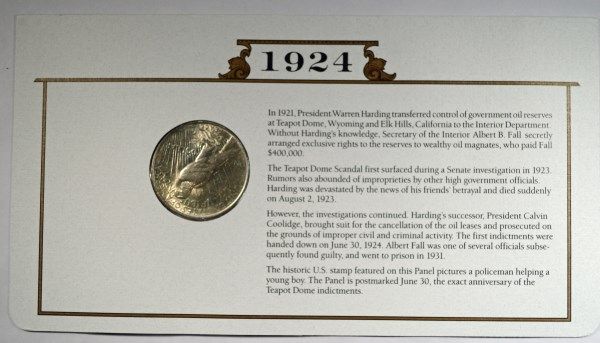 1924
In 1921, President Warren Harding transferred control of government oil reserves
at Teapot Dome, Wyoming and Elk Hills, California to the Interior Department.
Without Harding's knowledge, Secretary of the Interior Albert B. Fall secretly
arranged exclusive rights to the reserves to wealthy oil magnates, who paid Fall
$400,000.
The Teapot Dome Scandal first surfaced during a Senate investigation in 1923.
Rumors also abounded of improprieties by other high government officials.
Harding was devastated by the news of his friends' betrayal and died suddenly
on August 2, 1923.
However, the investigations continued. Harding's successor, President Calvin
Coolidge, brought suit for the cancellation of the oil leases and prosecuted on
the grounds of improper civil and criminal activity. The first indictments were
handed down on June 30, 1924. Albert Fall was one of several officials subse-
quently found guilty, and went to prison in 1931.
The historic U.S. stamp featured on this Panel pictures a policeman helping a
young boy. The Panel is postmarked June 30, the exact anniversary of the
Teapot Dome indictments.